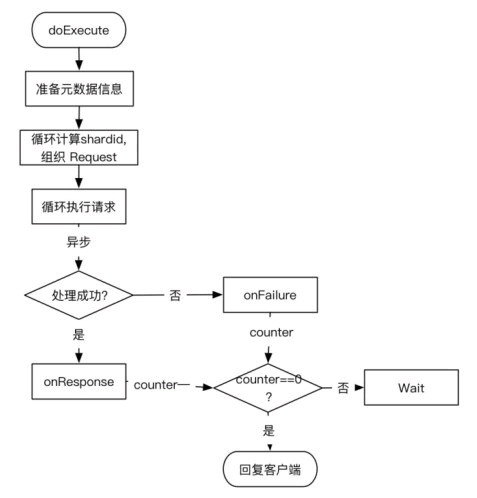 doExecute
准备元数据信息
循环计算shardid,
组织 Request
循环执行请求
异步
处理成功?
否
onFailure
是
counter
onResponse
counter—
counter==0
?
否
Wait
是
回复客户端